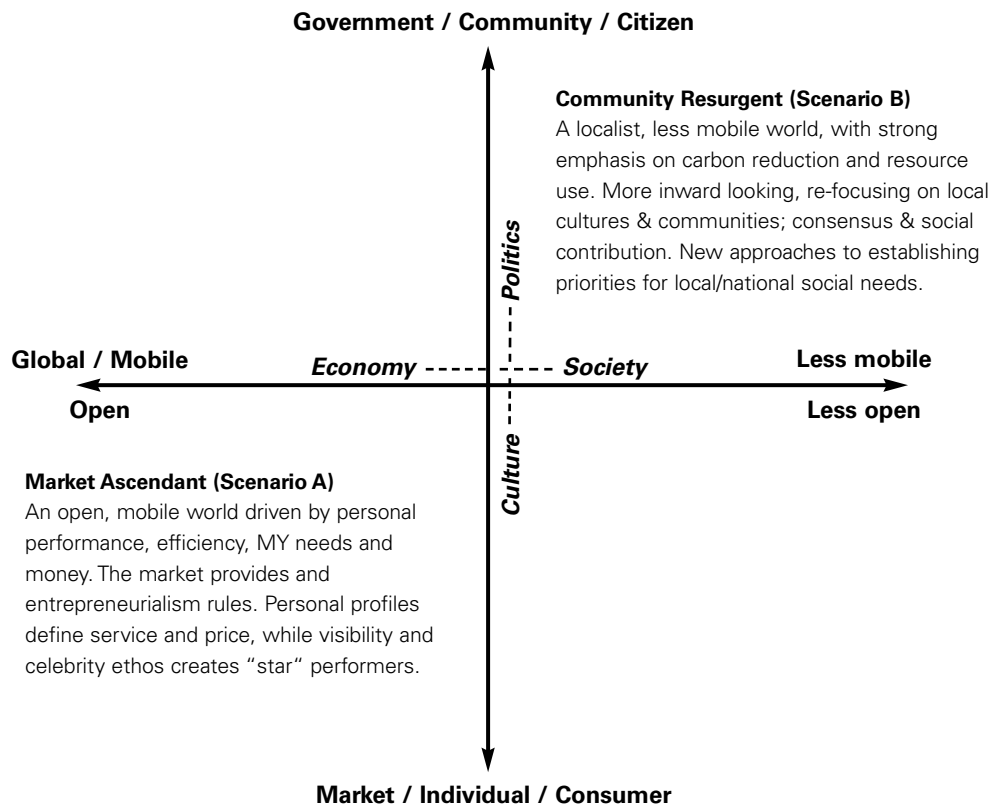 Government / Community / Citizen
Community Resurgent (Scenario B)
A localist, less mobile world, with strong
emphasis on carbon reduction and resource
use. More inward looking, re-focusing on local
cultures & communities; consensus & social
contribution. New approaches to establishing
priorities for local/national social needs.
Politics
Global / Mobile
Economy
Society
Less mobile
Open
Less open
Culture
Market Ascendant (Scenario A)
An open, mobile world driven by personal
performance, efficiency, MY needs and
money. The market provides and
entrepreneurialism rules. Personal profiles
define service and price, while visibility and
celebrity ethos creates “star“ performers.
Market / Individual / Consumer